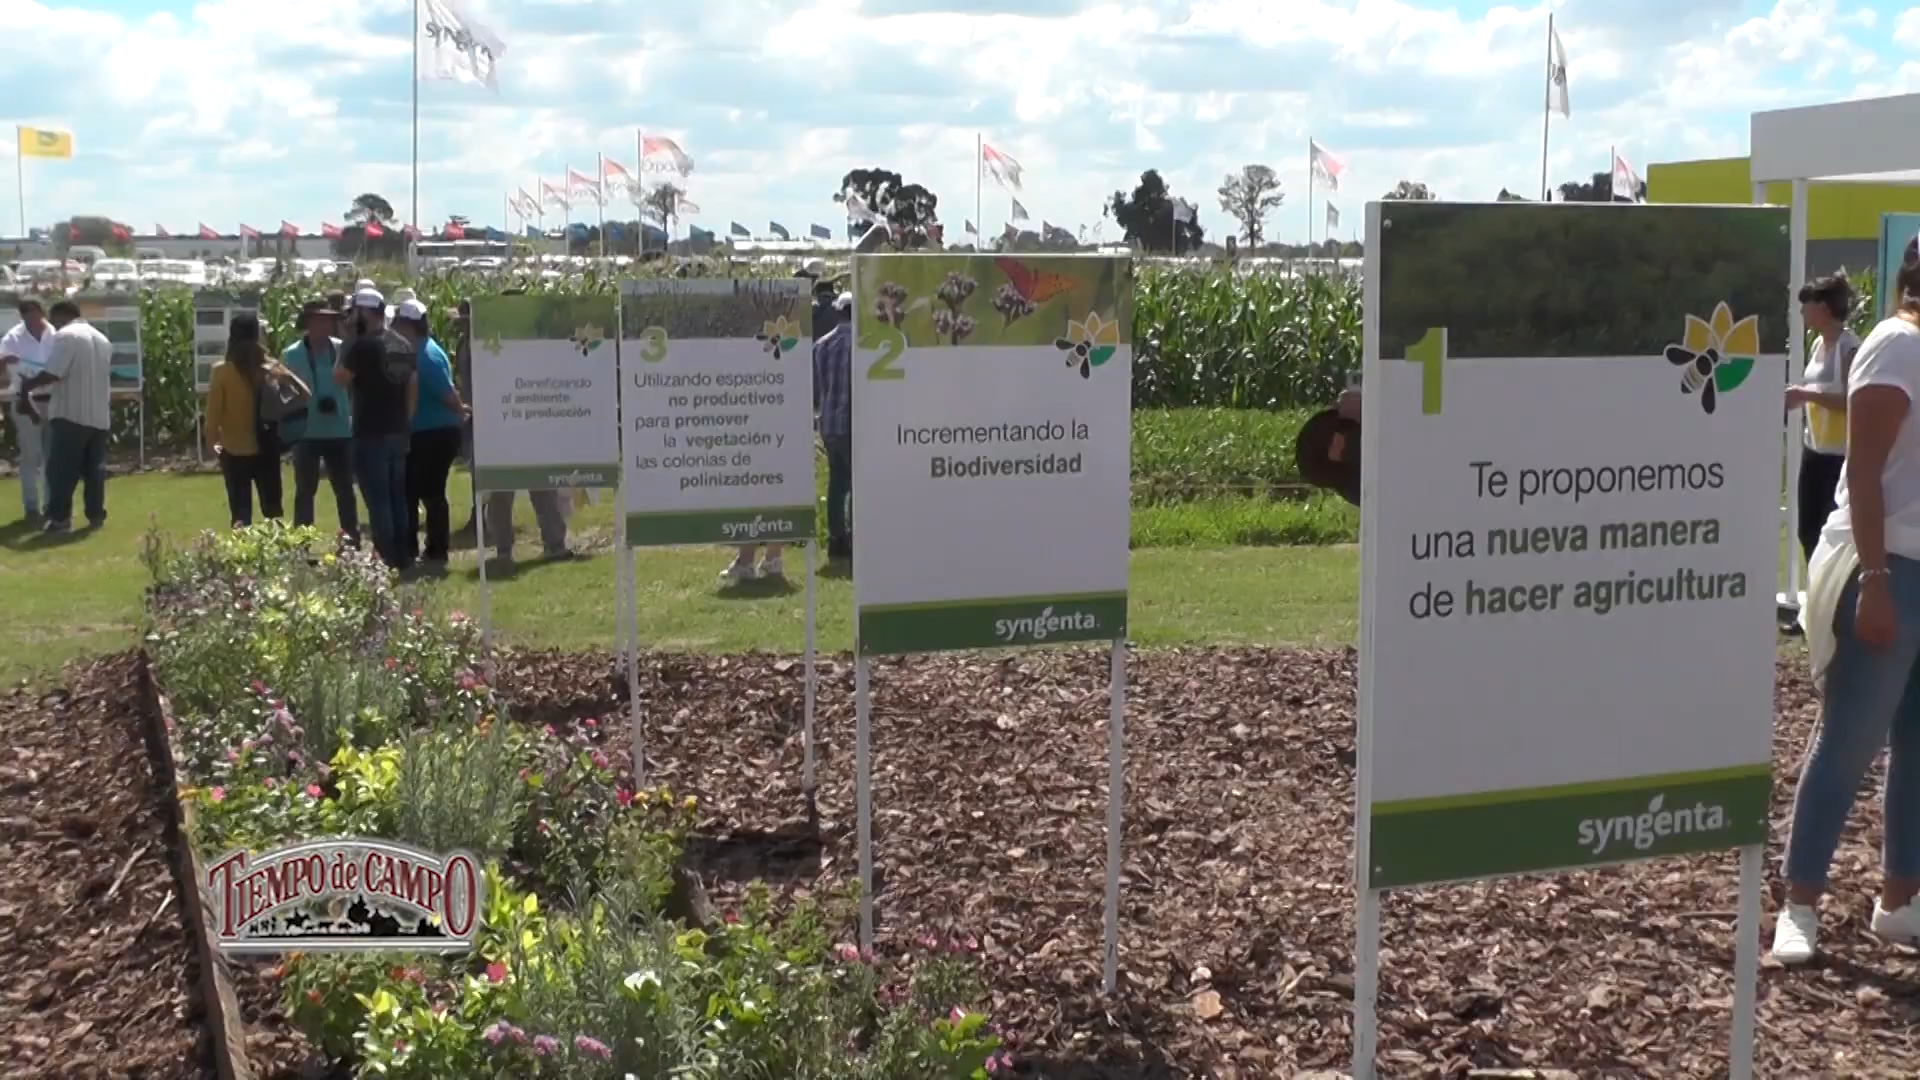 syngenta
4
Beneficiando
al ambiente
y la producción
syngenta
3
Utilizando espacios
no productivos
para promover
la vegetación y
las colonias de
polinizadores
syngenta
2
Incrementando la
Biodiversidad
syngenta
1
Te proponemos
una nueva manera
de hacer agricultura
syngenta
TIEMPO de CAMPO